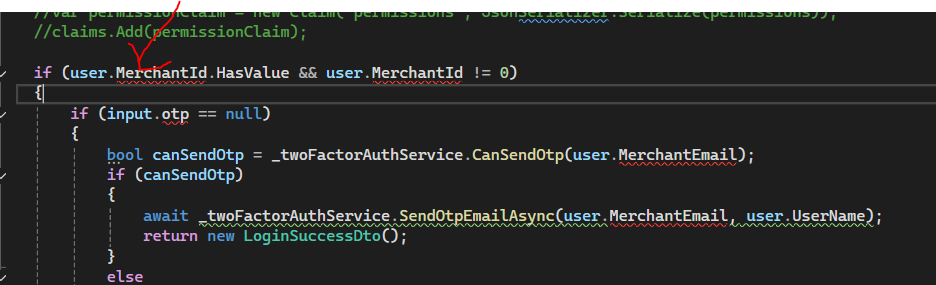 //var permissionClaim = new Claim("permissions", JsonSerializer.Serialize(permissions));
//claims.Add(permissionClaim);
if (user.MerchantId.HasValue && user.MerchantId != 0)
{
if (input.otp == null)
{
bool canSendOtp = _twoFactorAuthService.CanSendOtp(user.MerchantEmail);
if (canSendOtp)
{
await _twoFactorAuthService.SendOtpEmailAsync(user.MerchantEmail, user.UserName);
return new LoginSuccessDto();
}
else